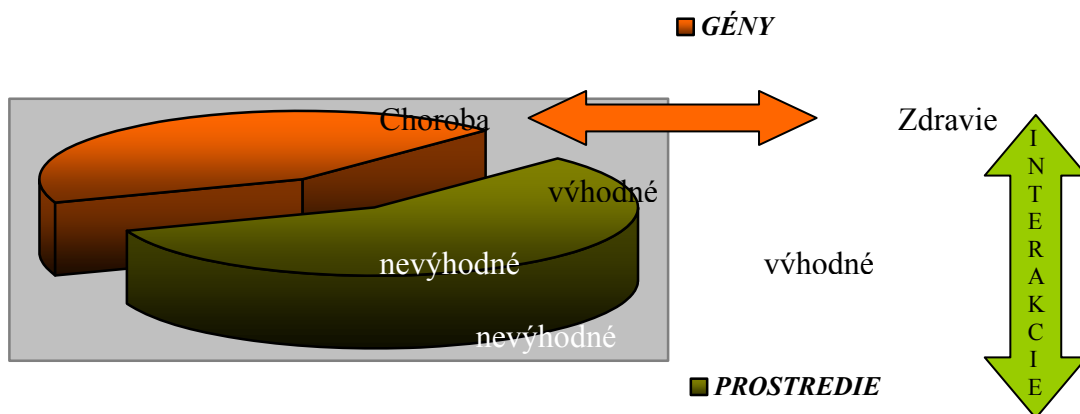 GÉNY
Choroba
Zdravie
výhodné
nevýhodné
výhodné
nevýhodné
PROSTREDIE
INTERAKCIE